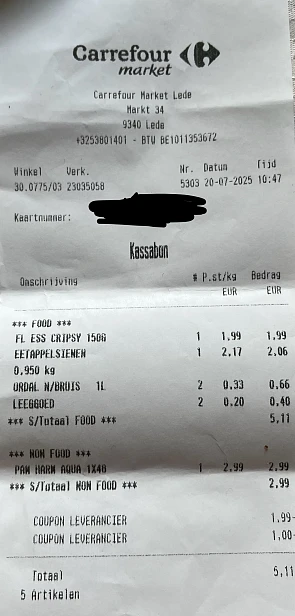 Carrefour
market
Carrefour Market Lede
Markt 34
9340 Lede
+3253801401 - BTW BE1011353672
Winkel Verk. Nr. Datum Tijd
30.0775/03 23035058 5303 20-07-2025 10:47
Kaartnummer:
Kassabon
Omschrijving # P.st/kg Bedrag
EUR EUR
*** FOOD ***
FL ESS CRIPSY 150G 1 1.99 1.99
EETAPPELSIENEN 1 2.17 2.06
0,950 kg
ORDAL N/BRUIS 1L 2 0.33 0.66
LEEGGOED 2 0.20 0.40
*** S/Totaal FOOD *** 5,11
*** NON FOOD ***
PAM HARM AQUA 1X48 1 2.99 2.99
*** S/Totaal NON FOOD *** 2.99
COUPON LEVERANCIER 1.99-
COUPON LEVERANCIER 1,00-
Totaal 5,11
5 Artikelen